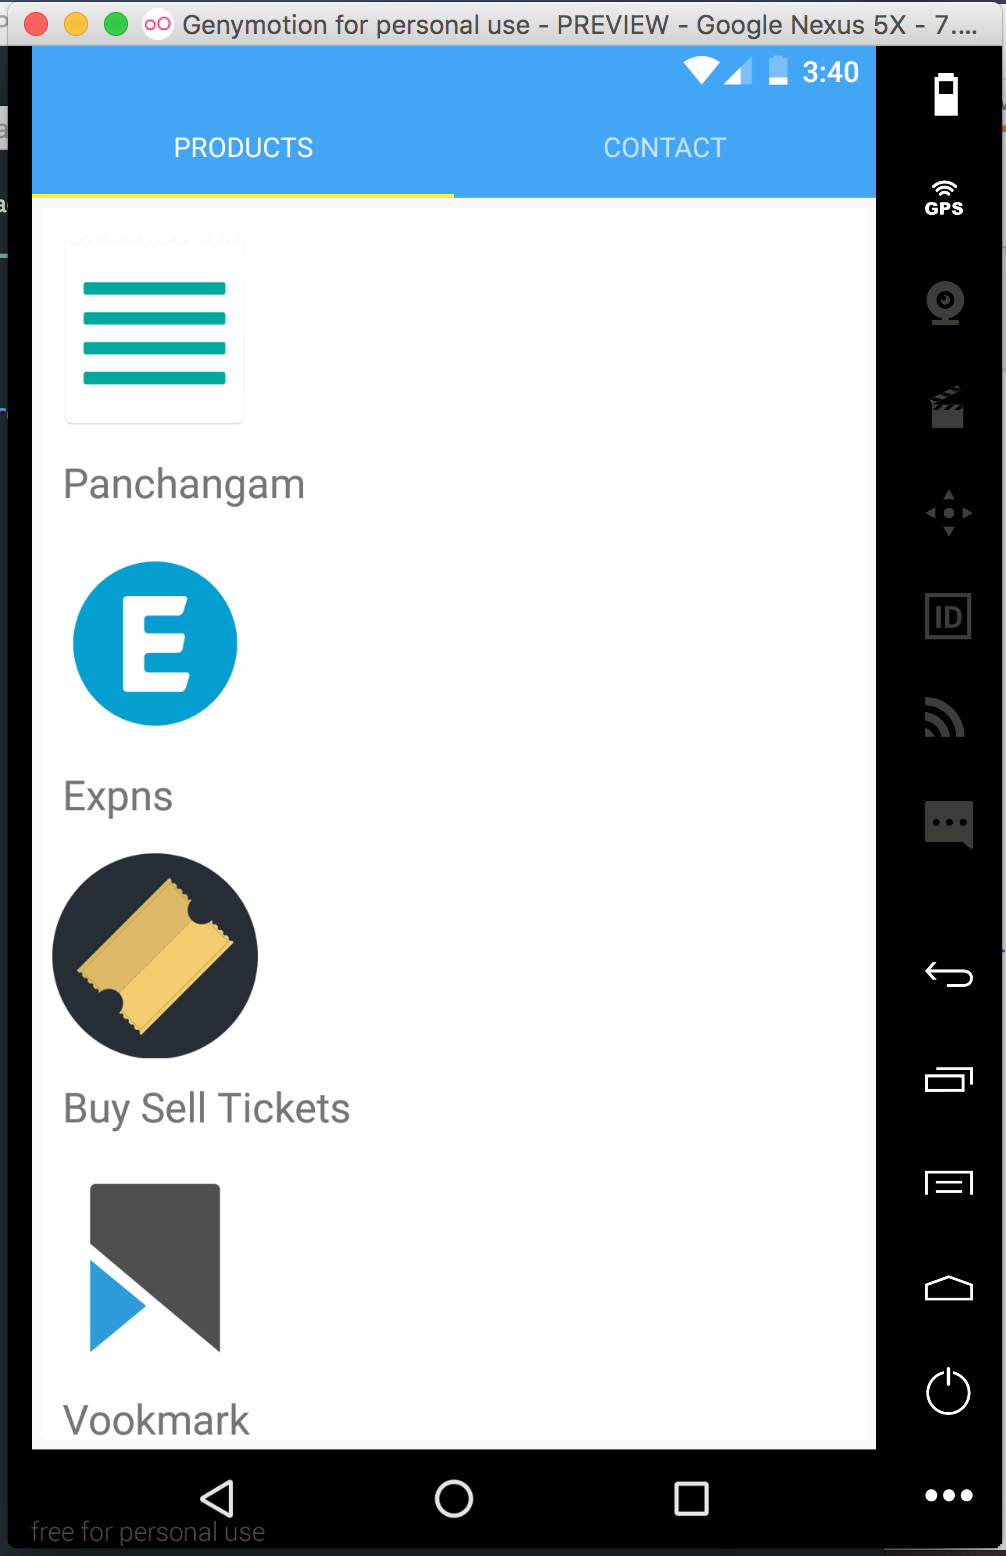 Genymotion for personal use - PREVIEW - Google Nexus 5X - 7....
3:40
PRODUCTS
CONTACT
GPS
Panchangam
E
Expns
ID
Buy Sell Tickets
Vookmark
free for personal use